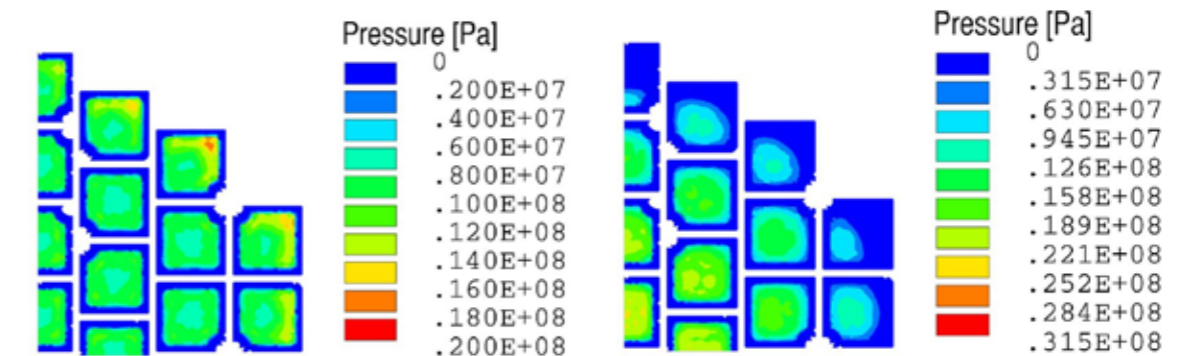 Pressure [Pa]
0
.200E+07
.400E+07
.600E+07
.800E+07
.100E+08
.120E+08
.140E+08
.160E+08
.180E+08
.200E+08
Pressure [Pa]
0
.315E+07
.630E+07
.945E+07
.126E+08
.158E+08
.189E+08
.221E+08
.252E+08
.284E+08
.315E+08